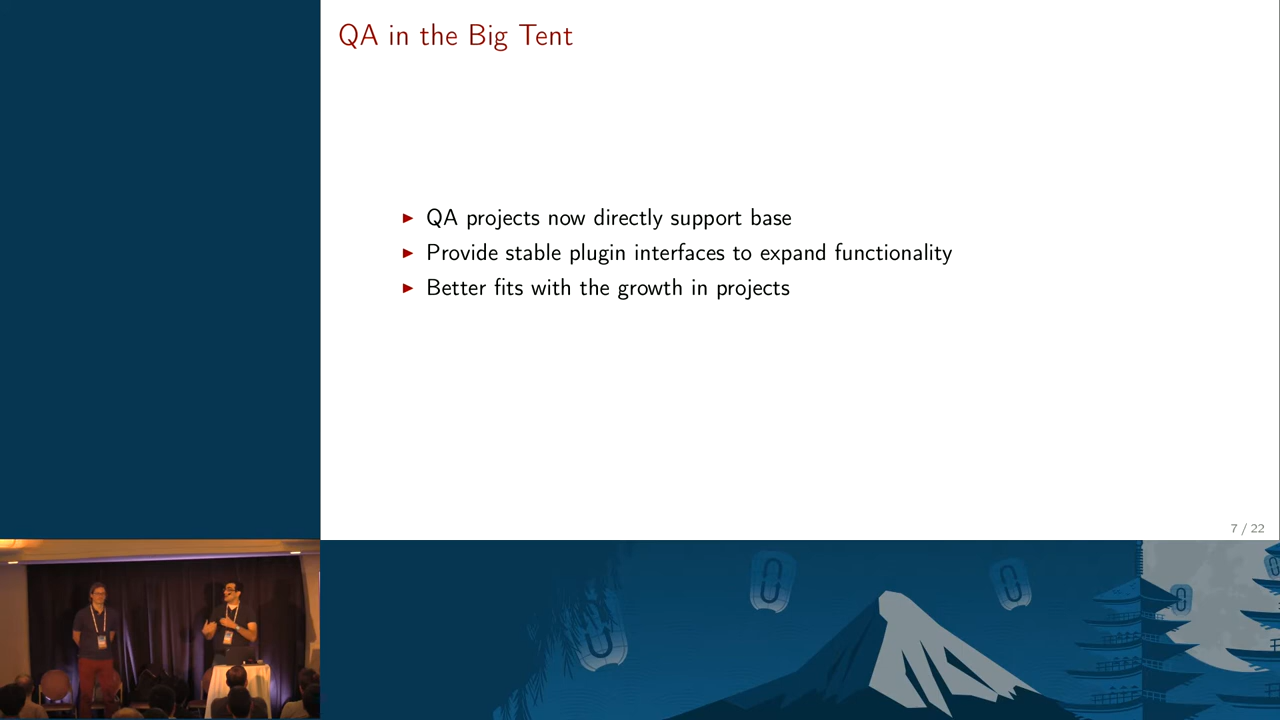 QA in the Big Tent
▶ QA projects now directly support base
▶ Provide stable plugin interfaces to expand functionality
▶ Better fits with the growth in projects
7 / 22